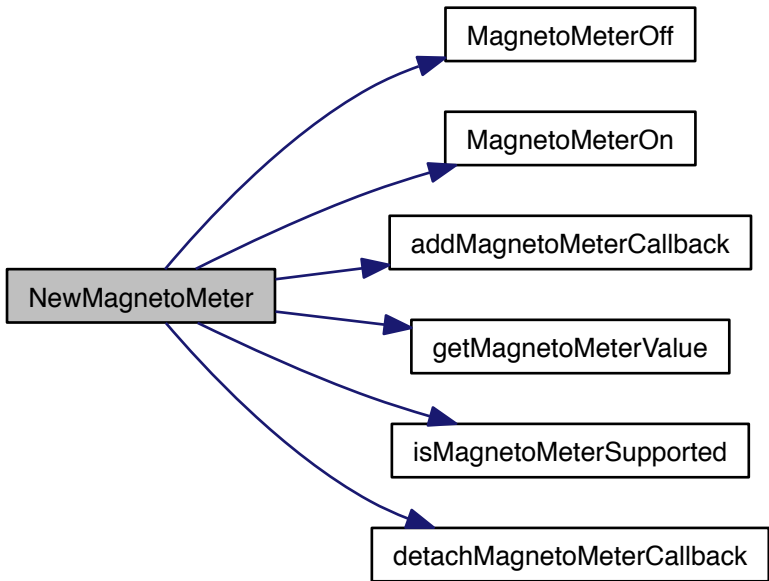 MagnetoMeterOff
MagnetoMeterOn
addMagnetoMeterCallback
NewMagnetoMeter
getMagnetoMeterValue
isMagnetoMeterSupported
detachMagnetoMeterCallback